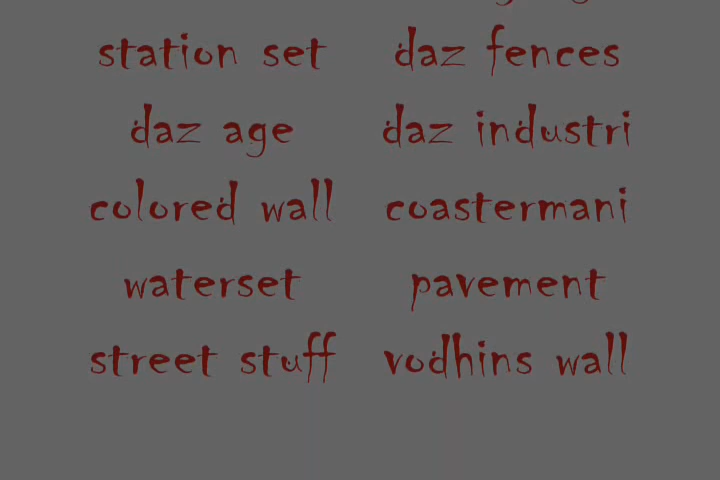 station set daz fences
daz age daz industri
colored wall coastermani
waterset pavement
street stuff vodhins wall